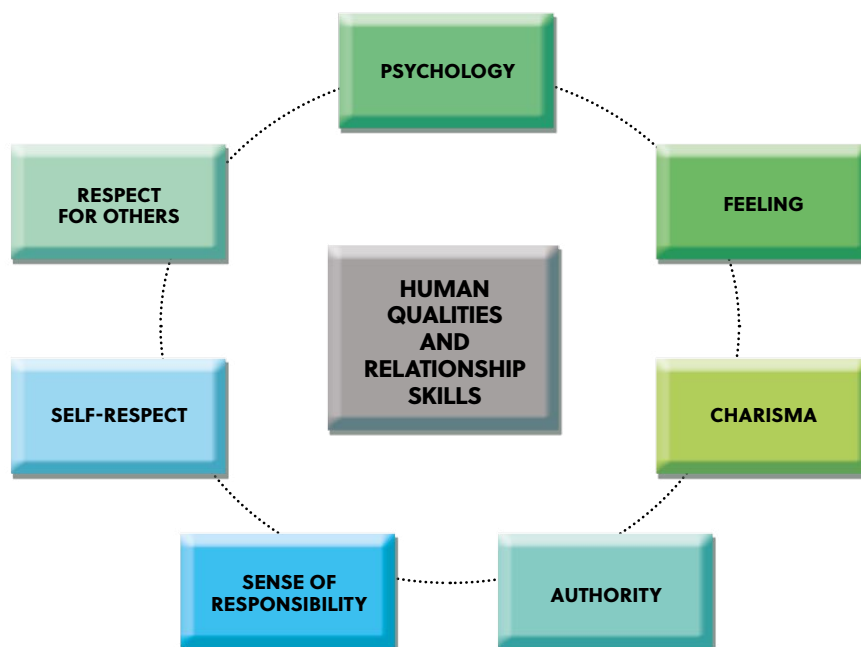 PSYCHOLOGY
FEELING
CHARISMA
AUTHORITY
SENSE OF
RESPONSIBILITY
SELF-RESPECT
RESPECT
FOR OTHERS
HUMAN
QUALITIES
AND
RELATIONSHIP
SKILLS